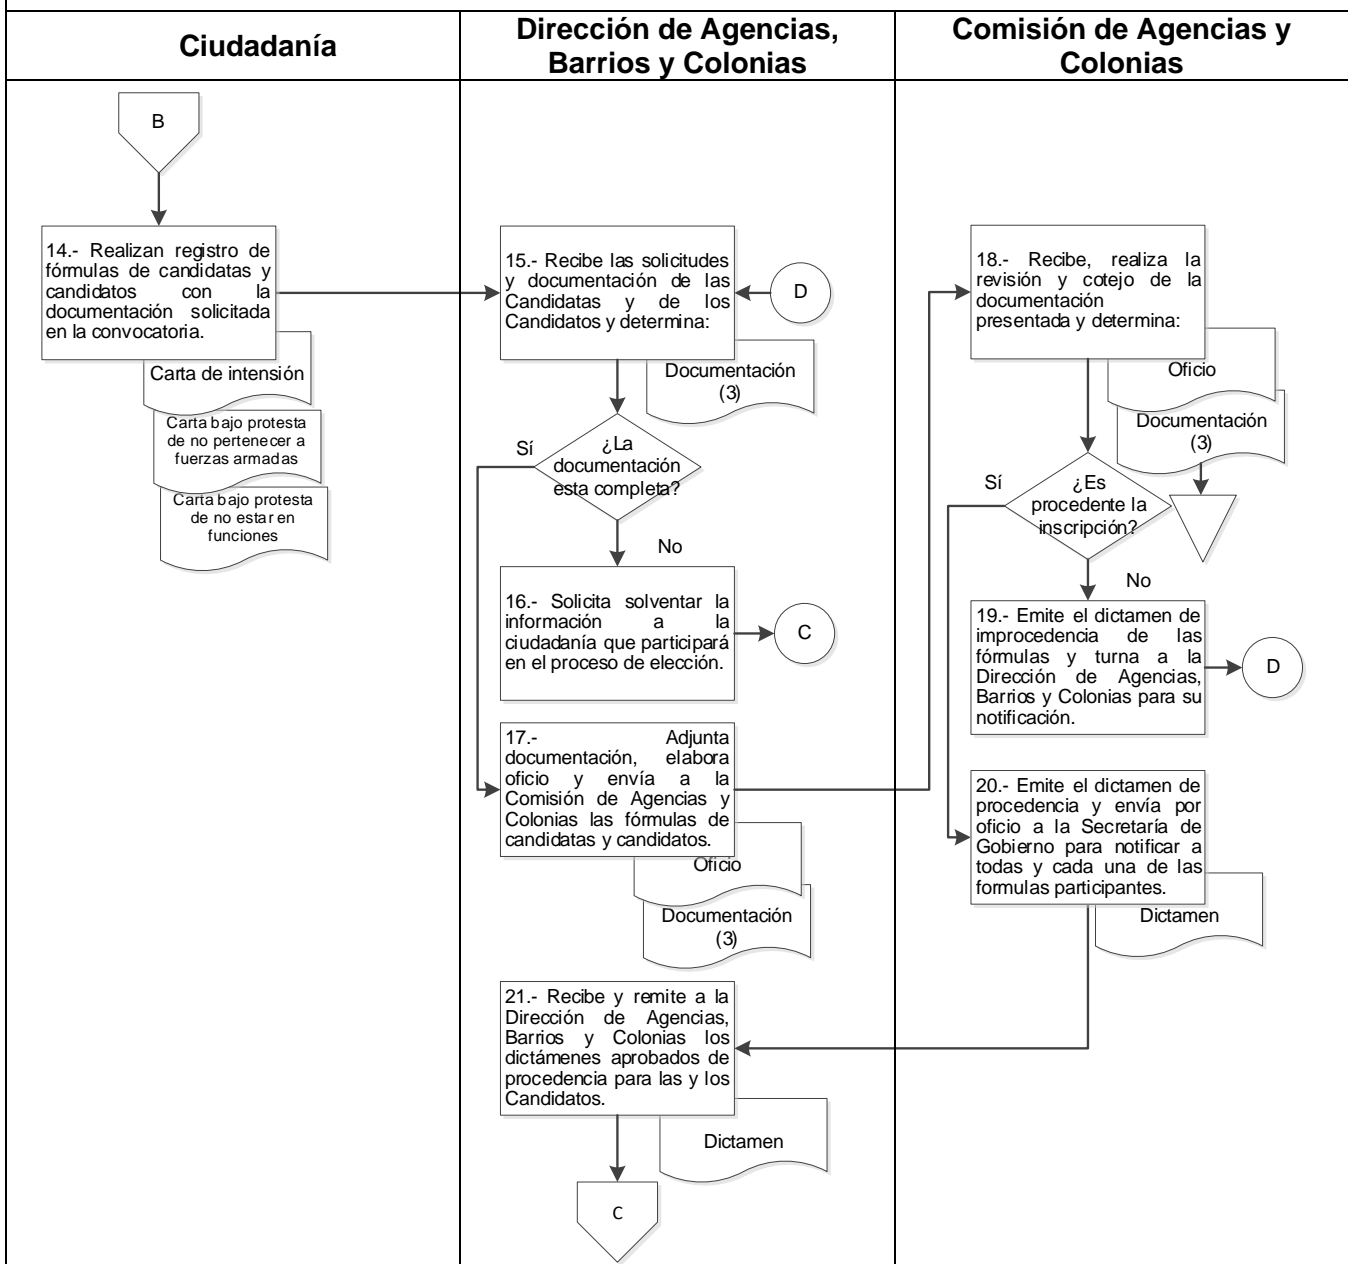 Ciudadanía
Dirección de Agencias,
Barrios y Colonias
Comisión de Agencias y
Colonias
B
14.- Realizan registro de
fórmulas de candidatas y
candidatos con la
documentación solicitada
en la convocatoria.
Carta de intensión
Carta bajo protesta
de no pertenecer a
fuerzas armadas
Carta bajo protesta
de no estar en
funciones
15.- Recibe las solicitudes
y documentación de las
Candidatas y de los
Candidatos y determina:
D
Documentación
(3)
¿La
documentación
esta completa?
Sí
No
16.- Solicita solventar la
información a la
ciudadanía que participará
en el proceso de elección.
C
17.- Adjunta
documentación, elabora
oficio y envía a la
Comisión de Agencias y
Colonias las fórmulas de
candidatas y candidatos.
Oficio
Documentación
(3)
18.- Recibe, realiza la
revisión y cotejo de la
documentación
presentada y determina:
Oficio
Documentación
(3)
¿Es
procedente la
inscripción?
Sí
No
19.- Emite el dictamen de
improcedencia de las
fórmulas y turna a la
Dirección de Agencias,
Barrios y Colonias para su
notificación.
D
20.- Emite el dictamen de
procedencia y envía por
oficio a la Secretaría de
Gobierno para notificar a
todas y cada una de las
formulas participantes.
Dictamen
21.- Recibe y remite a la
Dirección de Agencias,
Barrios y Colonias los
dictámenes aprobados de
procedencia para las y los
Candidatos.
Dictamen
C